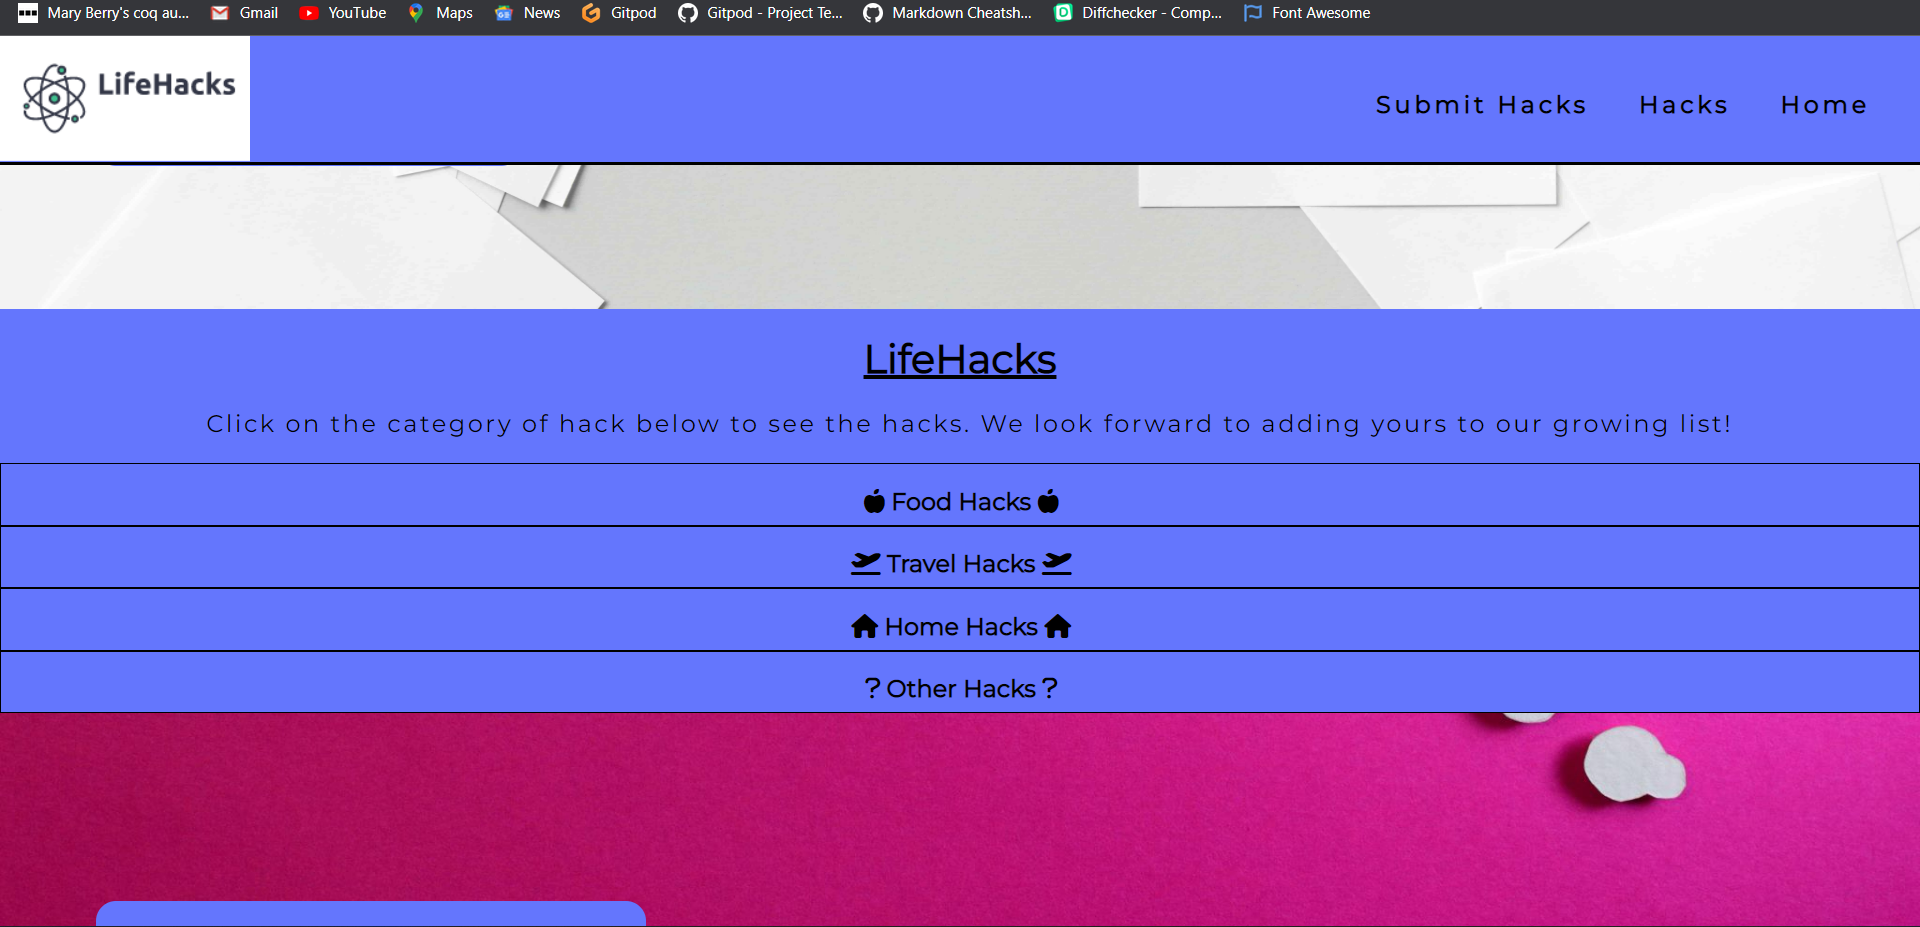 Mary Berry's coq au... Gmail YouTube Maps News Gitpod Gitpod - Project Te... Markdown Cheatsh... Diffchecker - Comp... Font Awesome
LifeHacks
Submit Hacks Hacks Home
LifeHacks
Click on the category of hack below to see the hacks. We look forward to adding yours to our growing list!
Food Hacks
Travel Hacks
Home Hacks
? Other Hacks ?